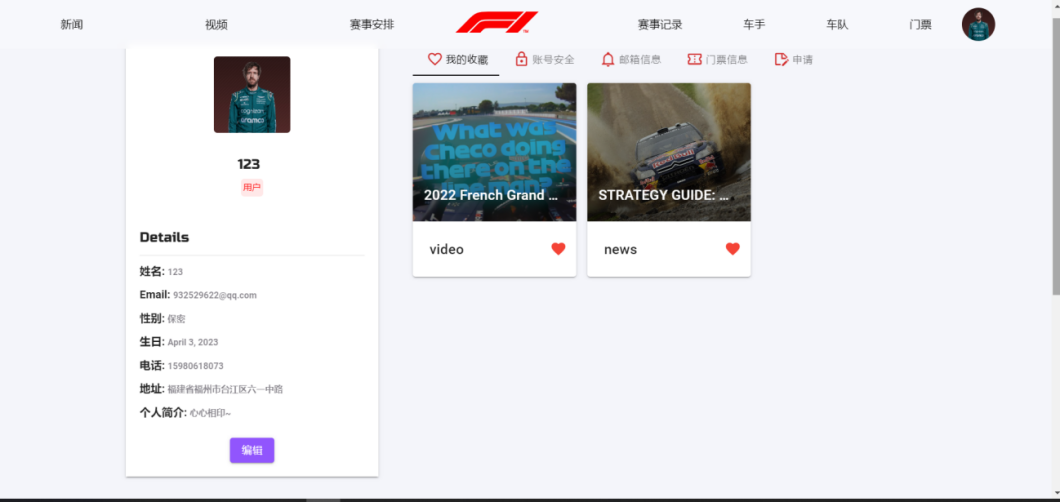 新闻
视频
赛事安排
F1
赛事记录
车手
车队
门票
123
用户
Details
姓名: 123
Email: 932529622@qq.com
性别: 保密
生日: April 3, 2023
电话: 15980618073
地址: 福建省福州市台江区六一中路
个人简介: 心心相印~
编辑
我的收藏
账号安全
邮箱信息
门票信息
申请
What was
Checo doing
there on the
2022 French Grand ...
video
STRATEGY GUIDE: ...
news